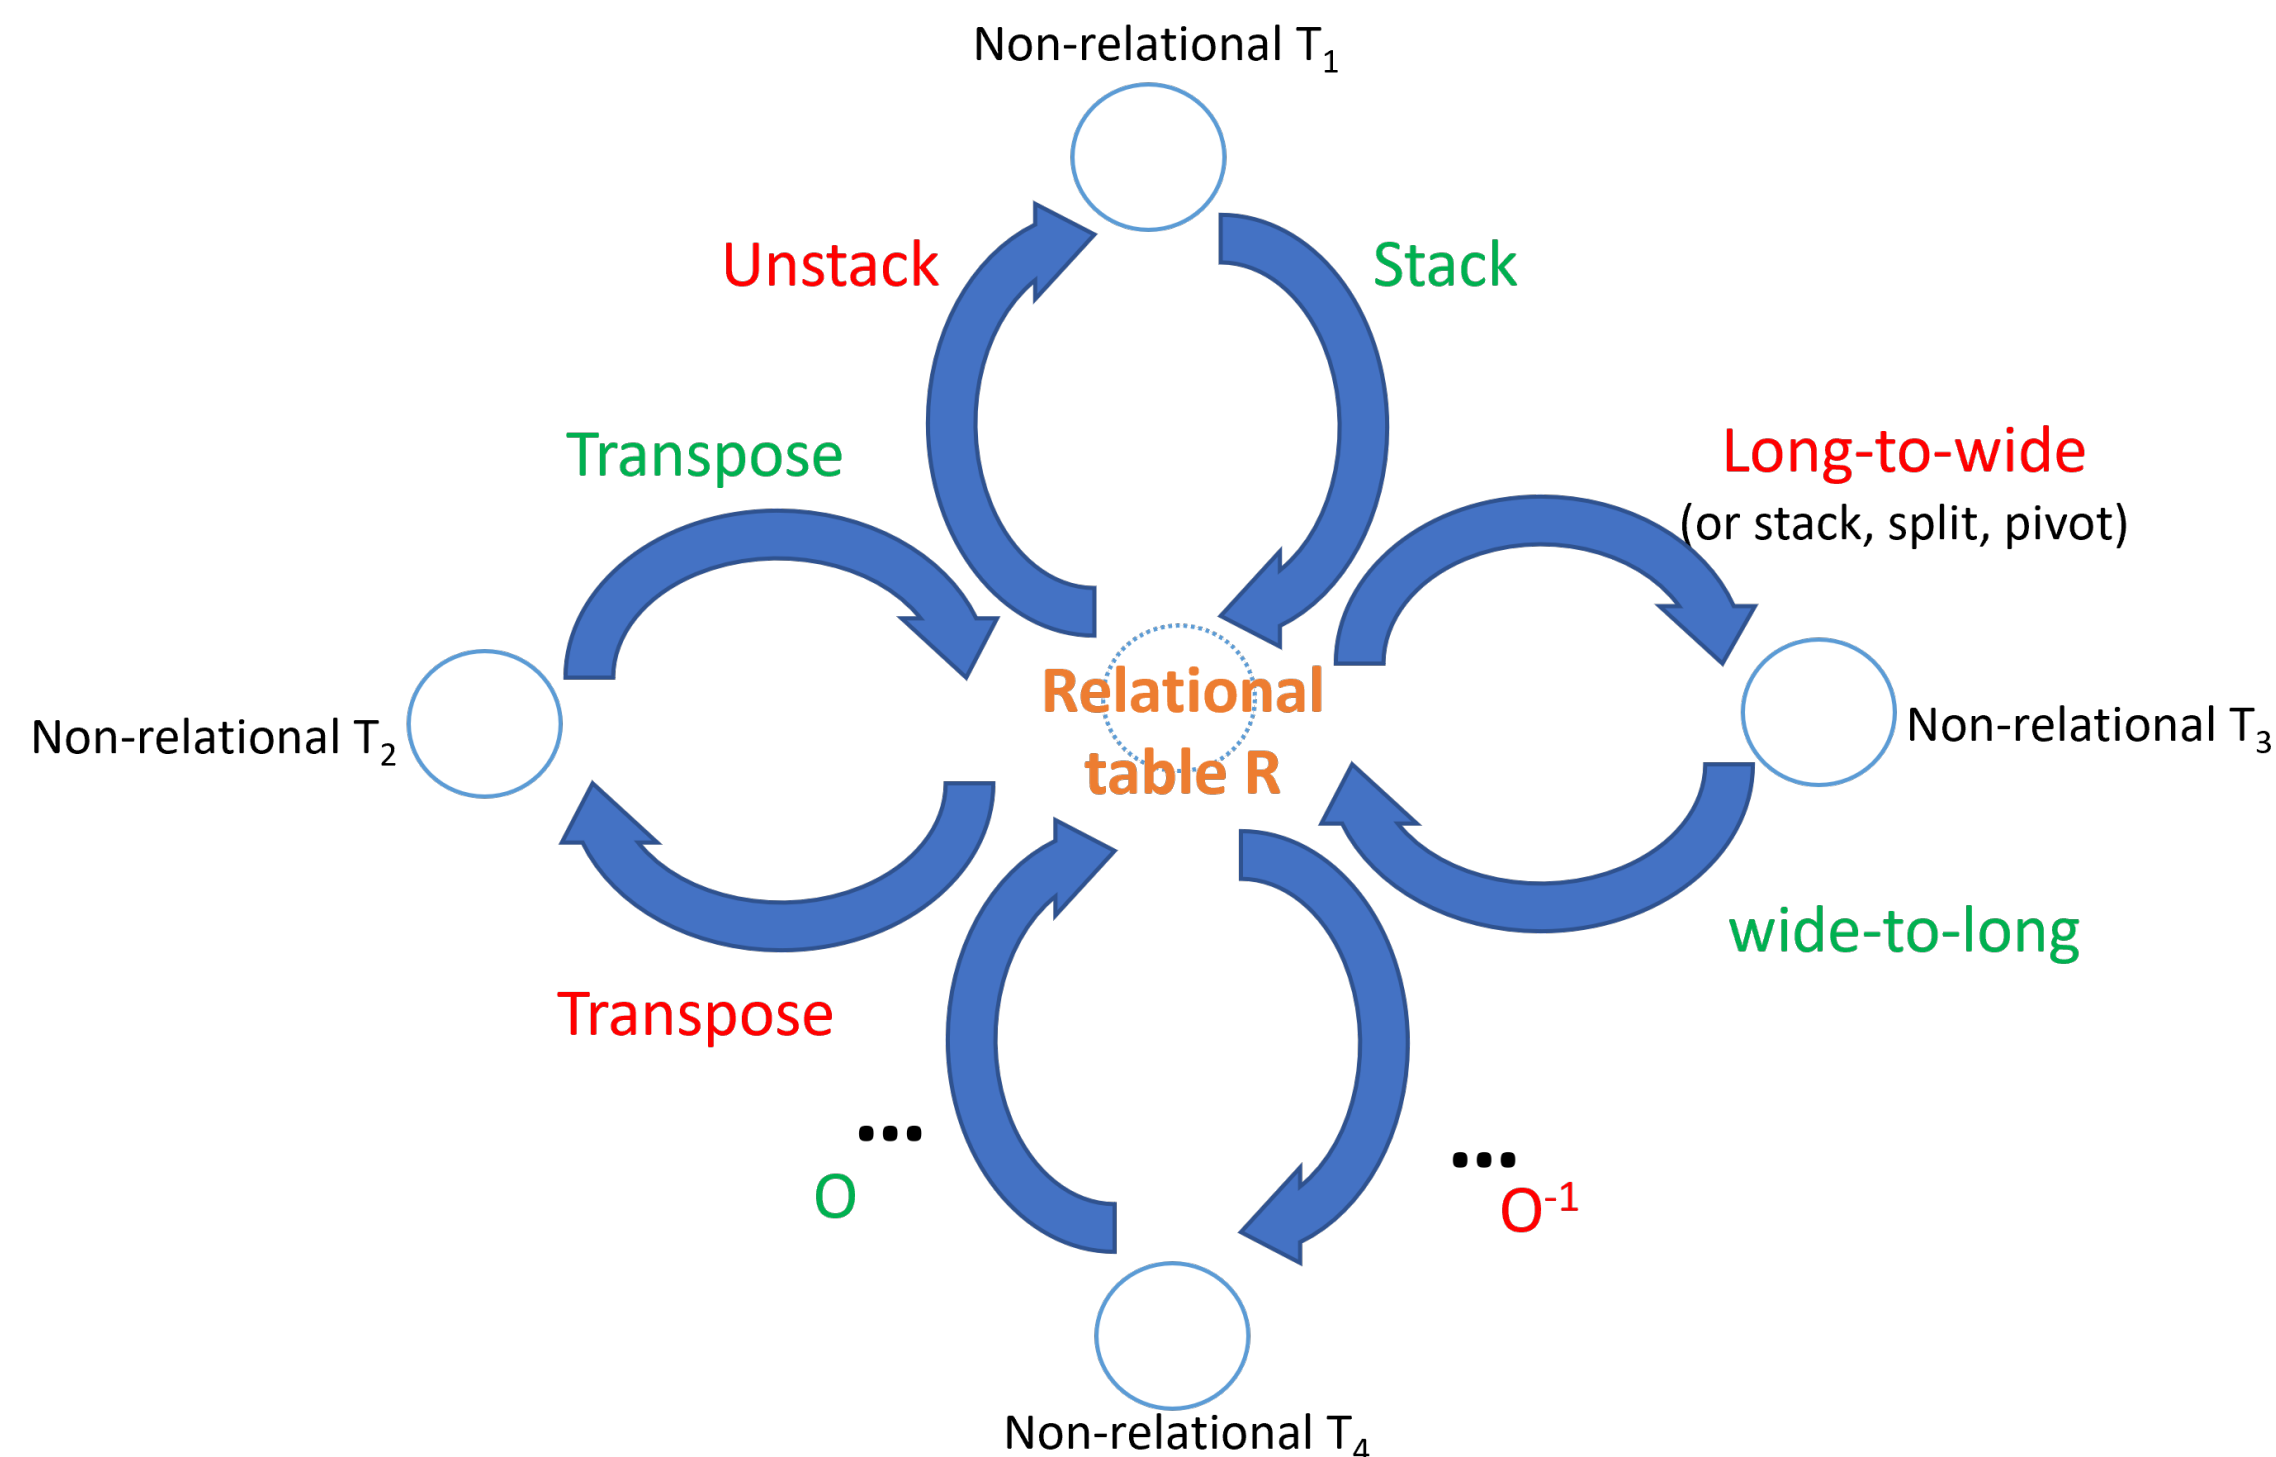 Non-relational T₁
Unstack
Stack
Transpose
Long-to-wide
(or stack, split, pivot)
Relational
table R
Non-relational T₂
Non-relational T₃
wide-to-long
Transpose
...
O
...
O⁻¹
Non-relational T₄